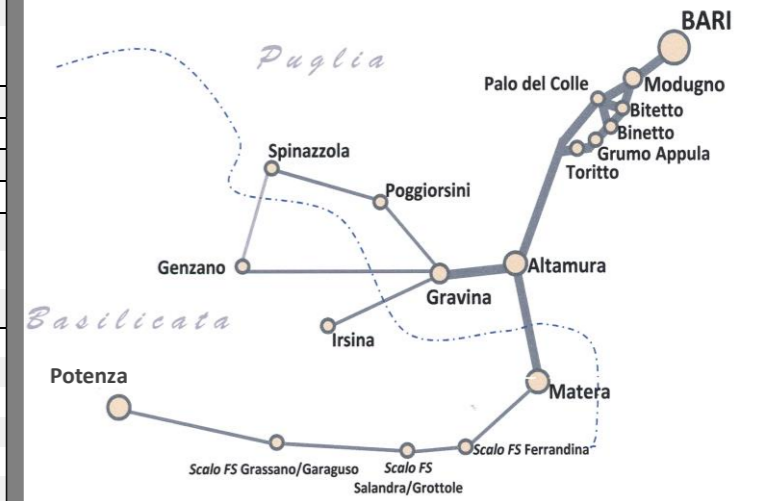 BARI
Puglia
Palo del Colle
Modugno
Bitetto
Binetto
Grumo Appula
Toritto
Spinazzola
Poggiorsini
Genzano
Altamura
Gravina
Basilicata
Irsina
Potenza
Matera
Scalo FS Ferrandina
Scalo FS Grassano/Garaguso
Scalo FS
Salandra/Grottole